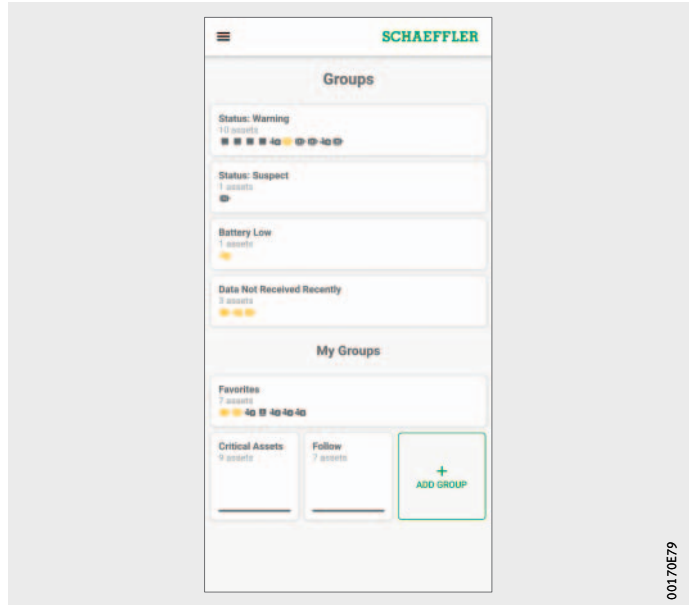 SCHAEFFLER
Groups
Status: Warning
10 assets
Status: Suspect
1 assets
Battery Low
1 assets
Data Not Received Recently
3 assets
My Groups
Favorites
7 assets
Critical Assets
9 assets
Follow
7 assets
+
ADD GROUP
00170E79